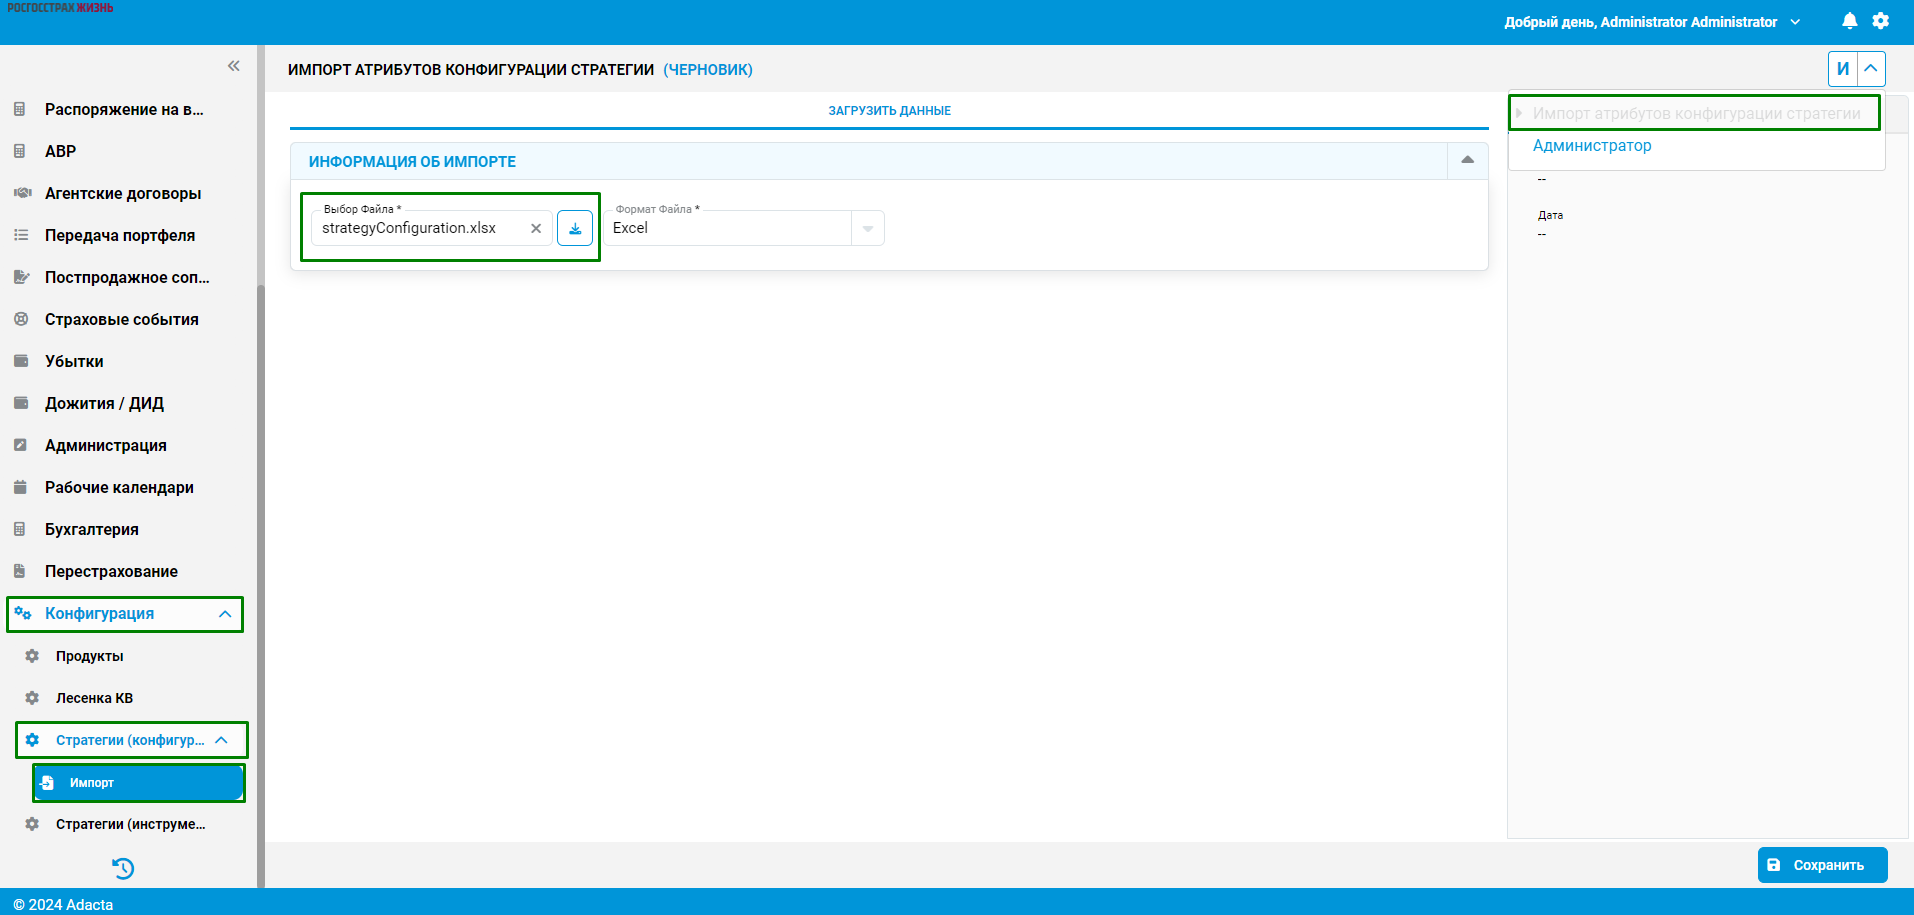 РОСГОССТРАХ ЖИЗНЬ
Добрый день, Administrator Administrator
Распоряжение на в...
АВР
Агентские договоры
Передача портфеля
Постпродажное соп...
Страховые события
Убытки
Дожития / ДИД
Администрация
Рабочие календари
Бухгалтерия
Перестрахование
Конфигурация
Продукты
Лесенка КВ
Стратегии (конфигур...
Импорт
Стратегии (инструме...
ИМПОРТ АТРИБУТОВ КОНФИГУРАЦИИ СТРАТЕГИИ (ЧЕРНОВИК)
И
ЗАГРУЗИТЬ ДАННЫЕ
ИНФОРМАЦИЯ ОБ ИМПОРТЕ
Выбор Файла *
strategyConfiguration.xlsx
Формат Файла *
Excel
Импорт атрибутов конфигурации стратегии
Администратор
--
Дата
--
Сохранить
© 2024 Adacta